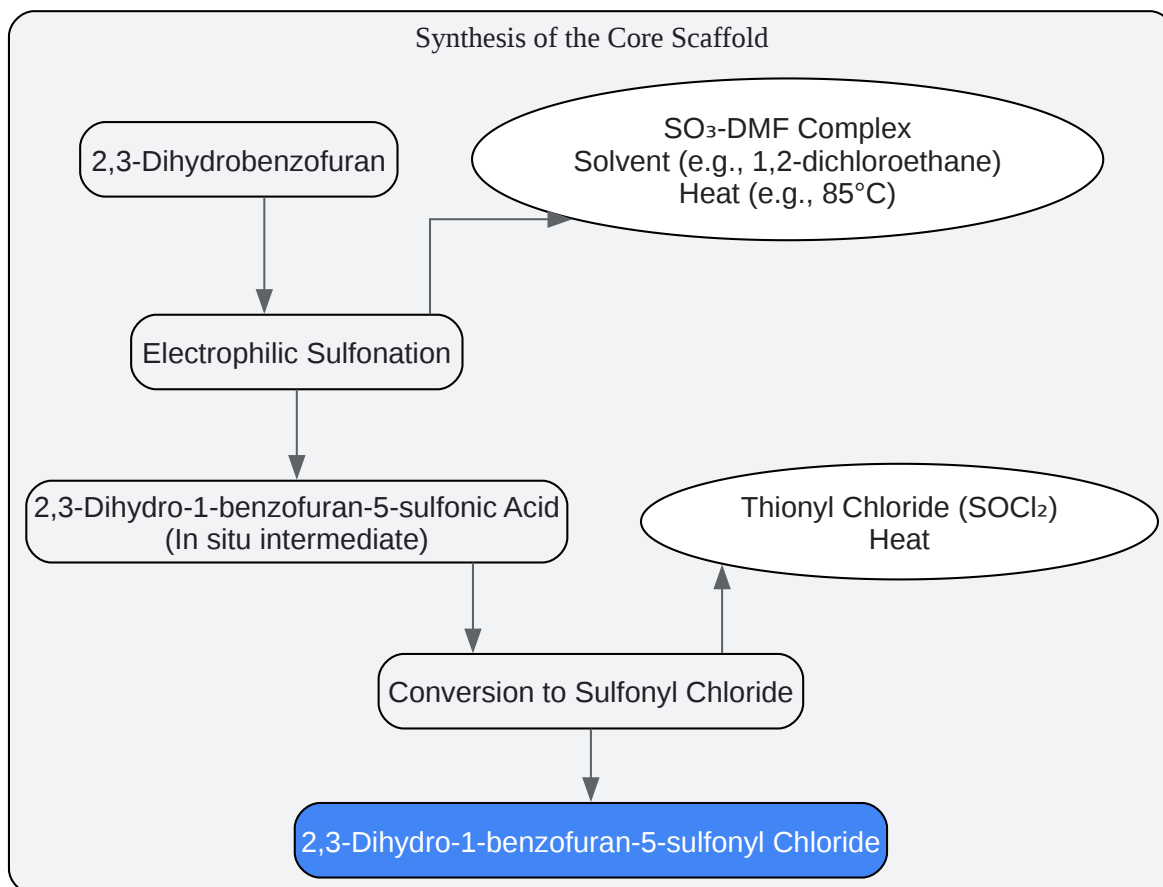 Synthesis of the Core Scaffold
2,3-Dihydrobenzofuran
SO₃-DMF Complex
Solvent (e.g., 1,2-dichloroethane)
Heat (e.g., 85°C)
Electrophilic Sulfonation
2,3-Dihydro-1-benzofuran-5-sulfonic Acid
(In situ intermediate)
Thionyl Chloride (SOCl₂)
Heat
Conversion to Sulfonyl Chloride
2,3-Dihydro-1-benzofuran-5-sulfonyl Chloride